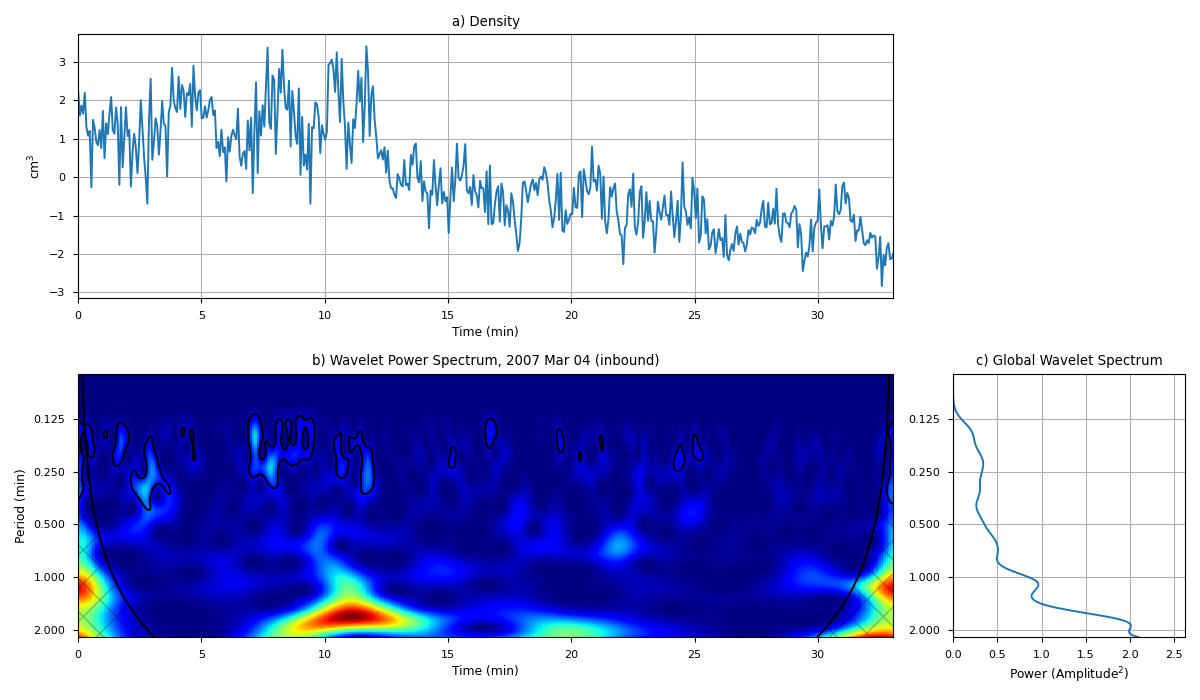 a) Density
cm³
3
2
1
0
−1
−2
−3
0 5 10 15 20 25 30
Time (min)
b) Wavelet Power Spectrum, 2007 Mar 04 (inbound)
Period (min)
0.125
0.250
0.500
1.000
2.000
0 5 10 15 20 25 30
Time (min)
c) Global Wavelet Spectrum
0.125
0.250
0.500
1.000
2.000
0.0 0.5 1.0 1.5 2.0 2.5
Power (Amplitude²)